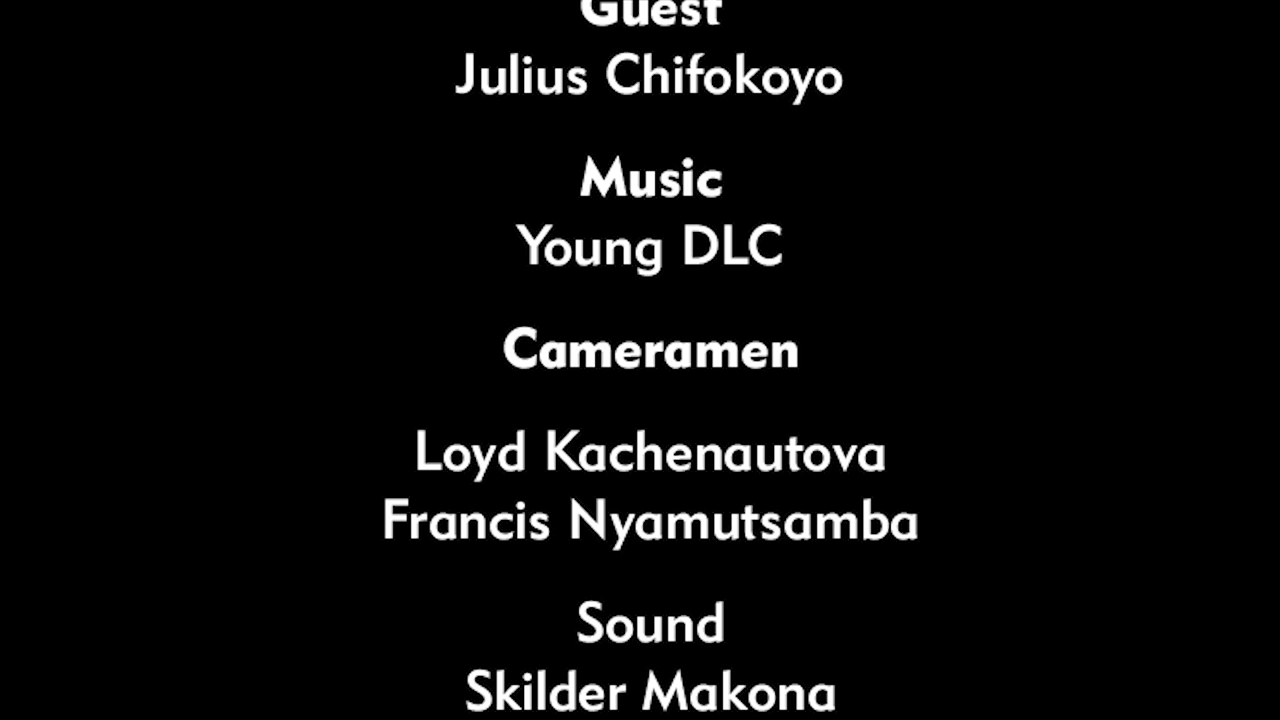 Guest
Julius Chifokoyo
Music
Young DLC
Cameramen
Loyd Kachenautova
Francis Nyamutsamba
Sound
Skilder Makona